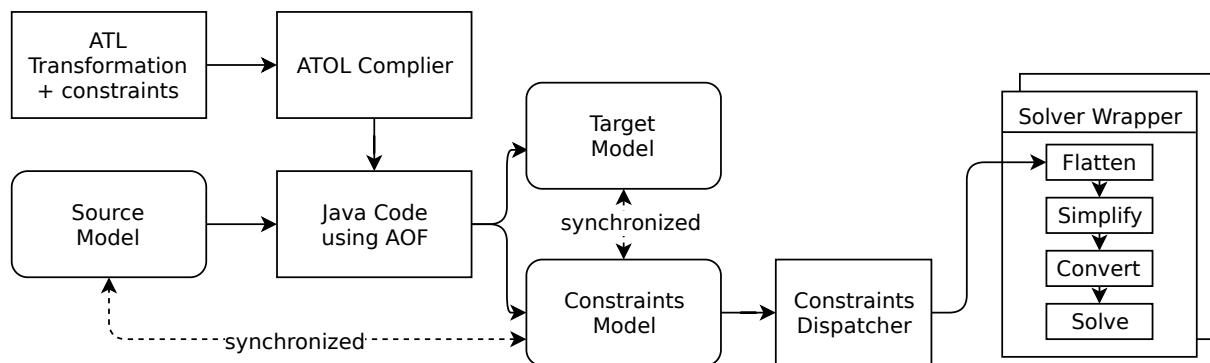 ATL
Transformation
+ constraints
ATOL Complier
Target
Model
Solver Wrapper
Flatten
Simplify
Convert
Solve
Source
Model
Java Code
using AOF
synchronized
Constraints
Model
Constraints
Dispatcher
synchronized